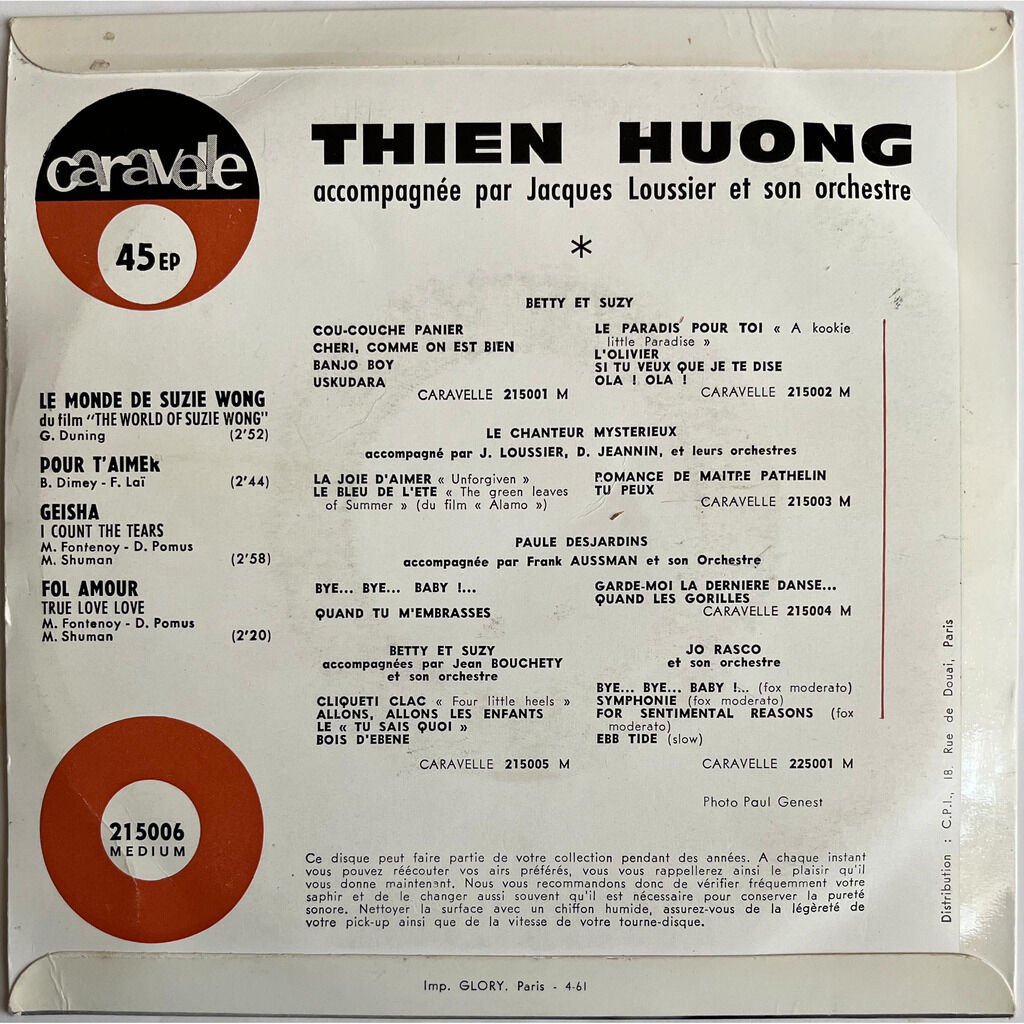 caravelle
45 EP
THIEN HUONG
accompagnée par Jacques Loussier et son orchestre
*
LE MONDE DE SUZIE WONG
du film "THE WORLD OF SUZIE WONG"
G. Duning (2'52)
POUR T'AIMER
B. Dimey - F. Laï (2'44)
GEISHA
I COUNT THE TEARS
M. Fontenoy - D. Pomus
M. Shuman (2'58)
FOL AMOUR
TRUE LOVE LOVE
M. Fontenoy - D. Pomus
M. Shuman (2'20)
215006
MEDIUM
BETTY ET SUZY
COU-COUCHE PANIER
CHERI, COMME ON EST BIEN
BANJO BOY
USKUDARA
CARAVELLE 215001 M
LE PARADIS POUR TOI « A kookie
little Paradise »
L'OLIVIER
SI TU VEUX QUE JE TE DISE
OLA ! OLA !
CARAVELLE 215002 M
LE CHANTEUR MYSTERIEUX
accompagné par J. LOUSSIER, D. JEANNIN, et leurs orchestres
LA JOIE D'AIMER « Unforgiven »
LE BLEU DE L'ETE « The green leaves
of Summer » (du film « Alamo »)
ROMANCE DE MAITRE PATHELIN
TU PEUX
CARAVELLE 215003 M
PAULE DESJARDINS
accompagnée par Frank AUSSMAN et son Orchestre
BYE... BYE... BABY !...
QUAND TU M'EMBRASSES
GARDE-MOI LA DERNIERE DANSE...
QUAND LES GORILLES
CARAVELLE 215004 M
BETTY ET SUZY
accompagnées par Jean BOUCHETY
et son orchestre
CLIQUETI CLAC « Four little heels »
ALLONS, ALLONS LES ENFANTS
LE « TU SAIS QUOI »
BOIS D'EBENE
CARAVELLE 215005 M
JO RASCO
et son orchestre
BYE... BYE... BABY !... (fox moderato)
SYMPHONIE (fox moderato)
FOR SENTIMENTAL REASONS (fox
moderato)
EBB TIDE (slow)
CARAVELLE 225001 M
Photo Paul Genest
Ce disque peut faire partie de votre collection pendant des années. A chaque instant
vous pouvez réécouter vos airs préférés, vous vous rappellerez ainsi le plaisir qu'il
vous donne maintenant. Nous vous recommandons donc de vérifier fréquemment votre
saphir et de le changer aussi souvent qu'il est nécessaire pour conserver la pureté
sonore. Nettoyer la surface avec un chiffon humide, assurez-vous de la légèreté de
votre pick-up ainsi que de la vitesse de votre tourne-disque.
Distribution : C.P.I., 18, Rue de Douai, Paris
Imp. GLORY, Paris - 4-61